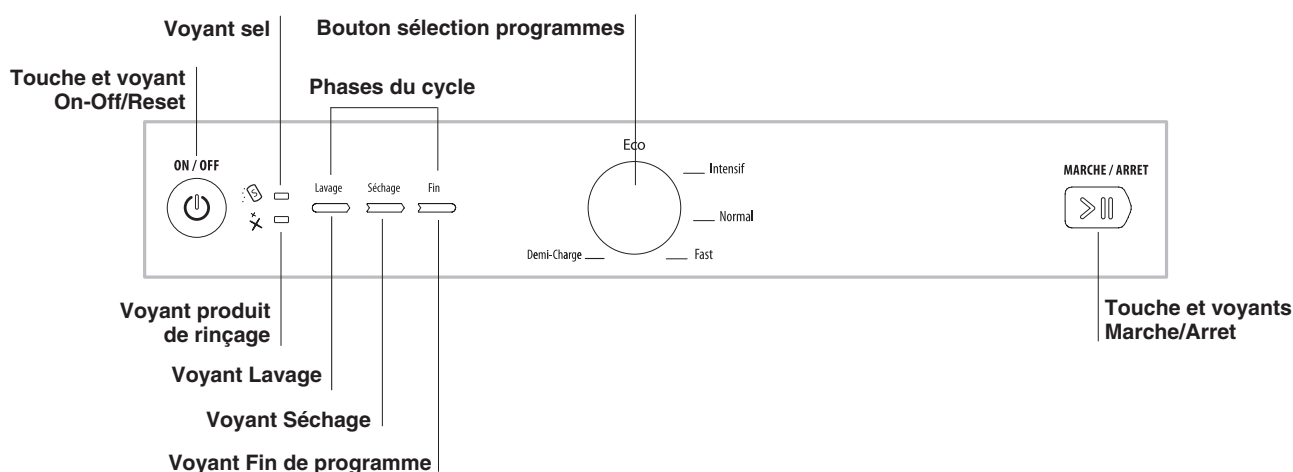 Voyant sel
Bouton sélection programmes
Touche et voyant
On-Off/Reset
Phases du cycle
Eco
ON / OFF
Intensif
MARCHE / ARRET
S
Lavage
Séchage
Fin
Normal
Demi-Charge
Fast
Voyant produit
de rinçage
Touche et voyants
Marche/Arret
Voyant Lavage
Voyant Séchage
Voyant Fin de programme